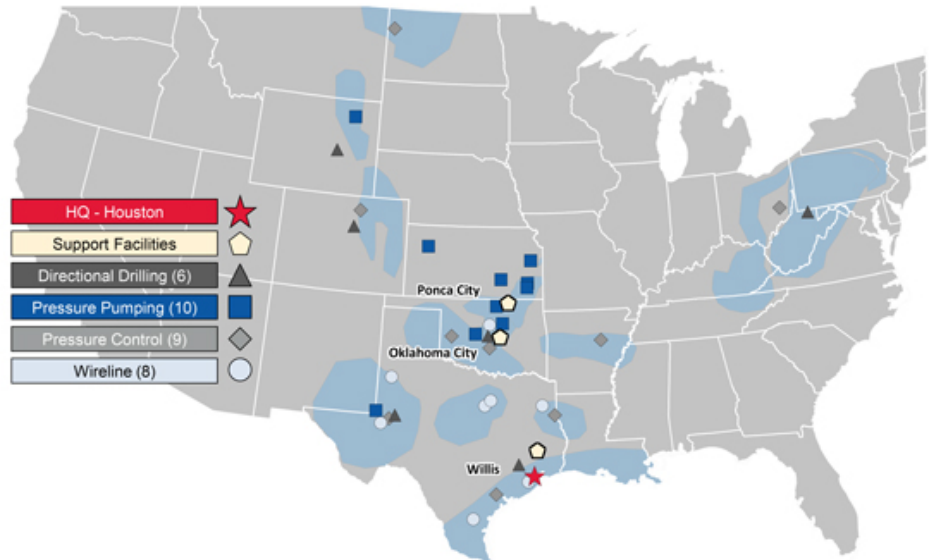 HQ - Houston
Support Facilities
Directional Drilling (6)
Pressure Pumping (10)
Pressure Control (9)
Wireline (8)
Ponca City
Oklahoma City
Willis